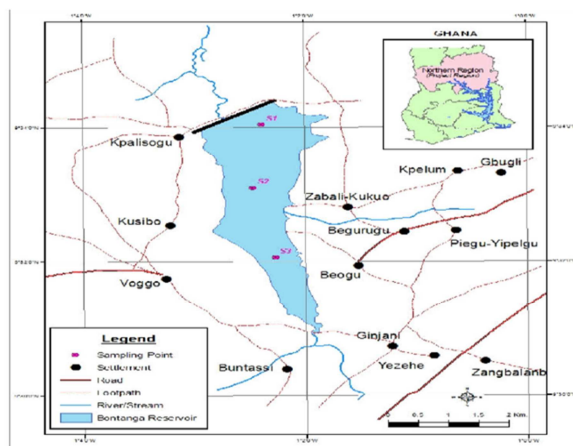 GHANA
Northern Region
(Project Region)
S1
Kpalisogu
Kpelum
Gbugli
S2
Zabali-Kukuo
Kusibo
Begurugu
Piegu-Yipelgu
S3
Beogu
Voggo
Legend
Sampling Point
Settlement
Road
Footpath
River/Stream
Bontanga Reservoir
Ginjani
Buntassi
Yezehe
Zangbalanb
0 0.5 1 2 Km.